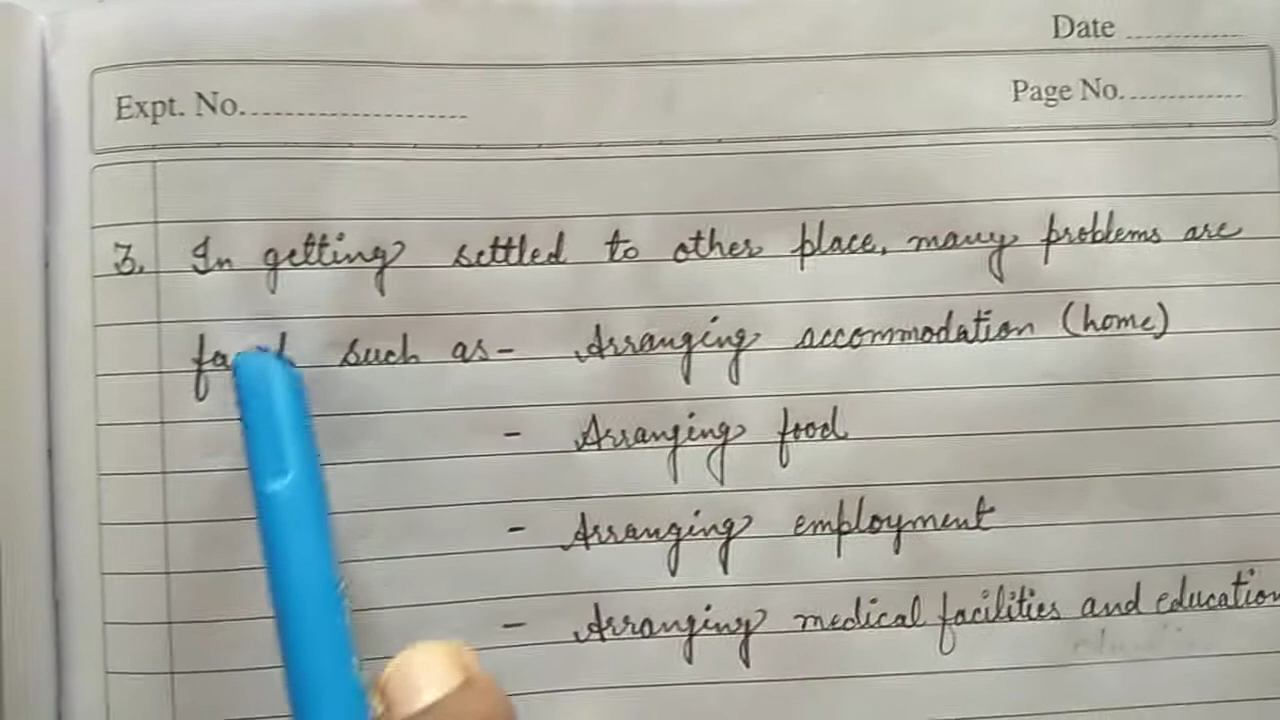 Date
Expt. No.
Page No.
3. In getting settled to other place, many problems are
such as- Arranging accommodation (home)
- Arranging food
- Arranging employment
- Arranging medical facilities and education